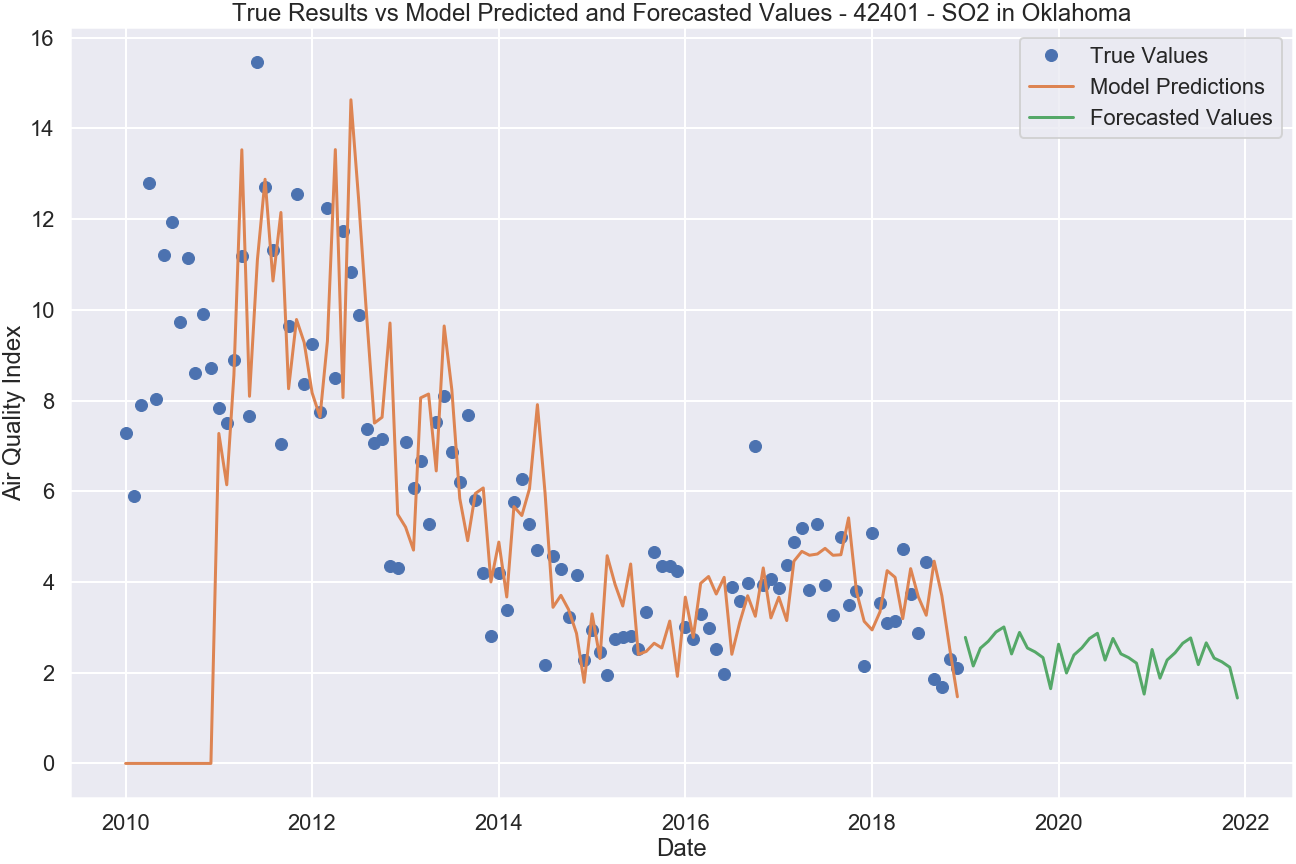 True Results vs Model Predicted and Forecasted Values - 42401 - SO2 in Oklahoma
True Values
Model Predictions
Forecasted Values
16
14
12
10
8
6
4
2
0
Air Quality Index
2010 2012 2014 2016 2018 2020 2022
Date